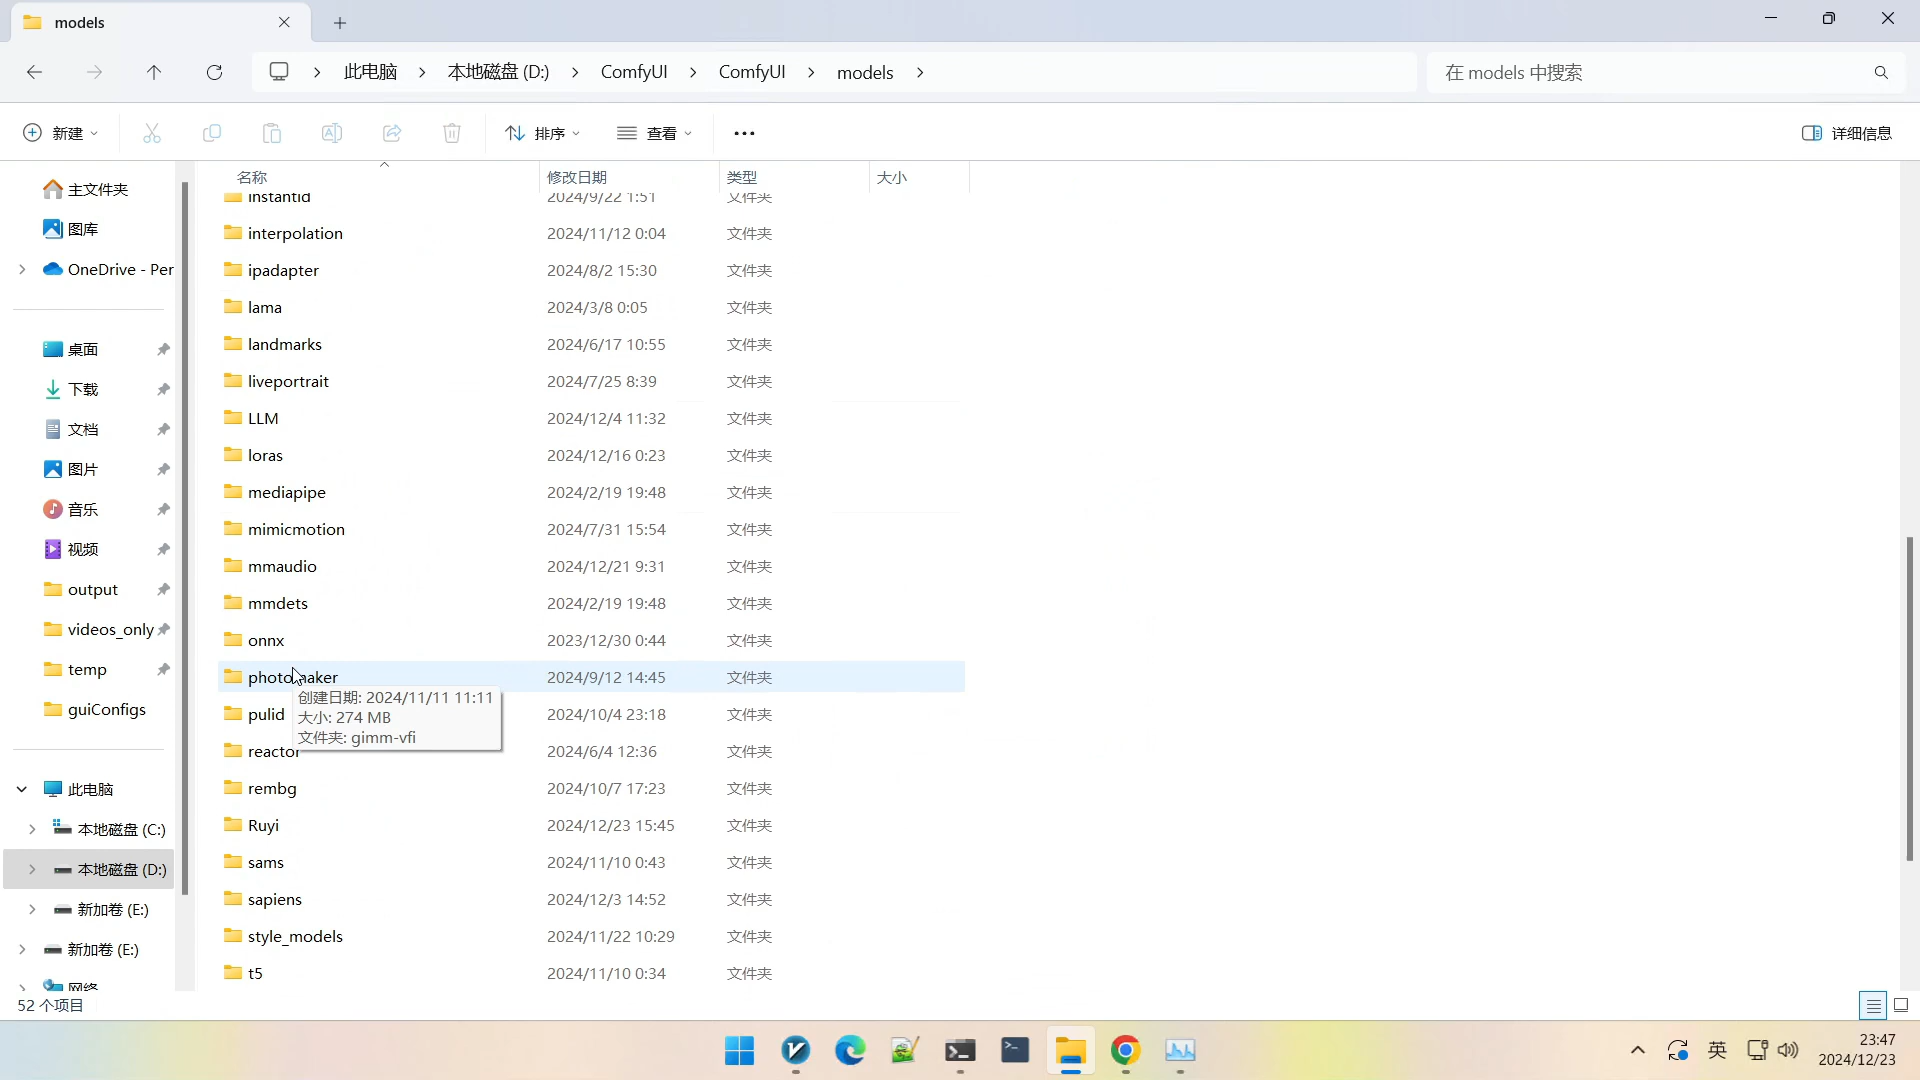 models
此电脑 本地磁盘 (D:) ComfyUI ComfyUI models
在 models 中搜索
新建 排序 查看 详细信息
名称 修改日期 类型 大小
instantid 2024/9/22 1:51 文件夹
interpolation 2024/11/12 0:04 文件夹
ipadapter 2024/8/2 15:30 文件夹
lama 2024/3/8 0:05 文件夹
landmarks 2024/6/17 10:55 文件夹
liveportrait 2024/7/25 8:39 文件夹
LLM 2024/12/4 11:32 文件夹
loras 2024/12/16 0:23 文件夹
mediapipe 2024/2/19 19:48 文件夹
mimicmotion 2024/7/31 15:54 文件夹
mmaudio 2024/12/21 9:31 文件夹
mmdets 2024/2/19 19:48 文件夹
onnx 2023/12/30 0:44 文件夹
photomaker 2024/9/12 14:45 文件夹
创建日期: 2024/11/11 11:11
大小: 274 MB
文件夹: gimm-vfi
pulid 2024/10/4 23:18 文件夹
reactor 2024/6/4 12:36 文件夹
rembg 2024/10/7 17:23 文件夹
Ruyi 2024/12/23 15:45 文件夹
sams 2024/11/10 0:43 文件夹
sapiens 2024/12/3 14:52 文件夹
style_models 2024/11/22 10:29 文件夹
t5 2024/11/10 0:34 文件夹
主文件夹
图库
OneDrive - Per
桌面
下载
文档
图片
音乐
视频
output
videos_only
temp
guiConfigs
此电脑
本地磁盘 (C:)
本地磁盘 (D:)
新加卷 (E:)
新加卷 (E:)
网络
52 个项目
英
23:47
2024/12/23